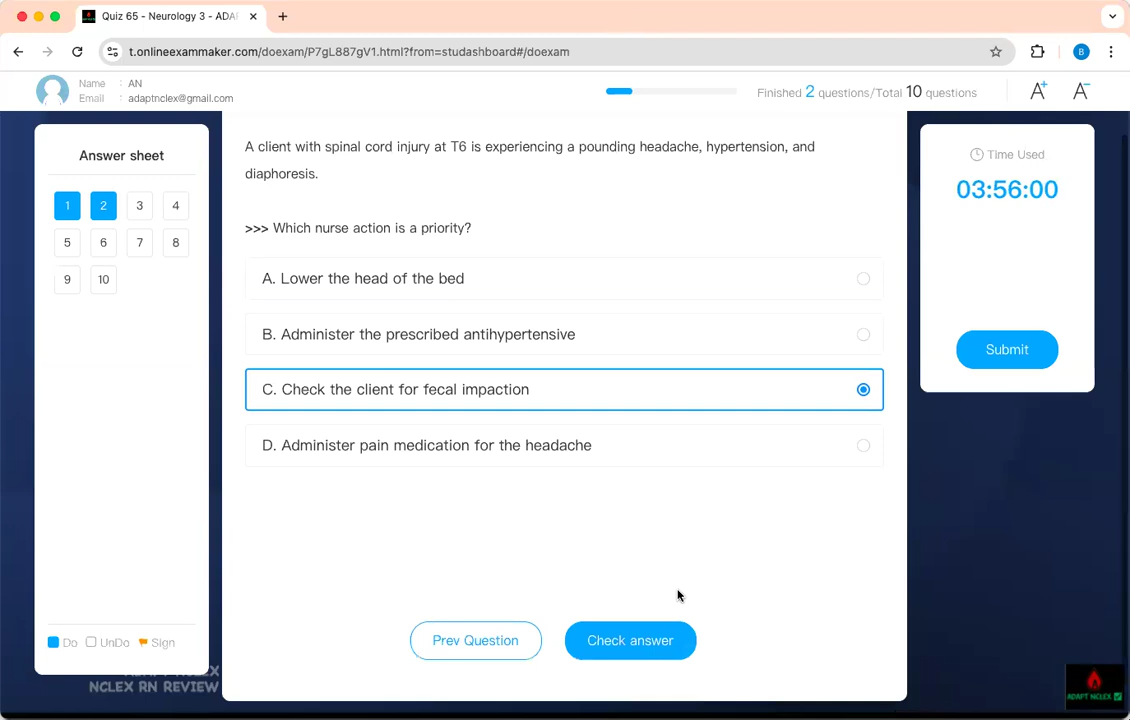 Quiz 65 - Neurology 3 - ADA
t.onlineexammaker.com/doexam/P7gL887gV1.html?from=studashboard#/doexam
B
Name : AN
Email : adaptnclex@gmail.com
Finished 2 questions/Total 10 questions
A+ A-
Answer sheet
1 2 3 4
5 6 7 8
9 10
Do UnDo Sign
NCLEX RN REVIEW
A client with spinal cord injury at T6 is experiencing a pounding headache, hypertension, and
diaphoresis.
>>> Which nurse action is a priority?
A. Lower the head of the bed
B. Administer the prescribed antihypertensive
C. Check the client for fecal impaction
D. Administer pain medication for the headache
Prev Question
Check answer
Time Used
03:56:00
Submit
ADAPT NCLEX